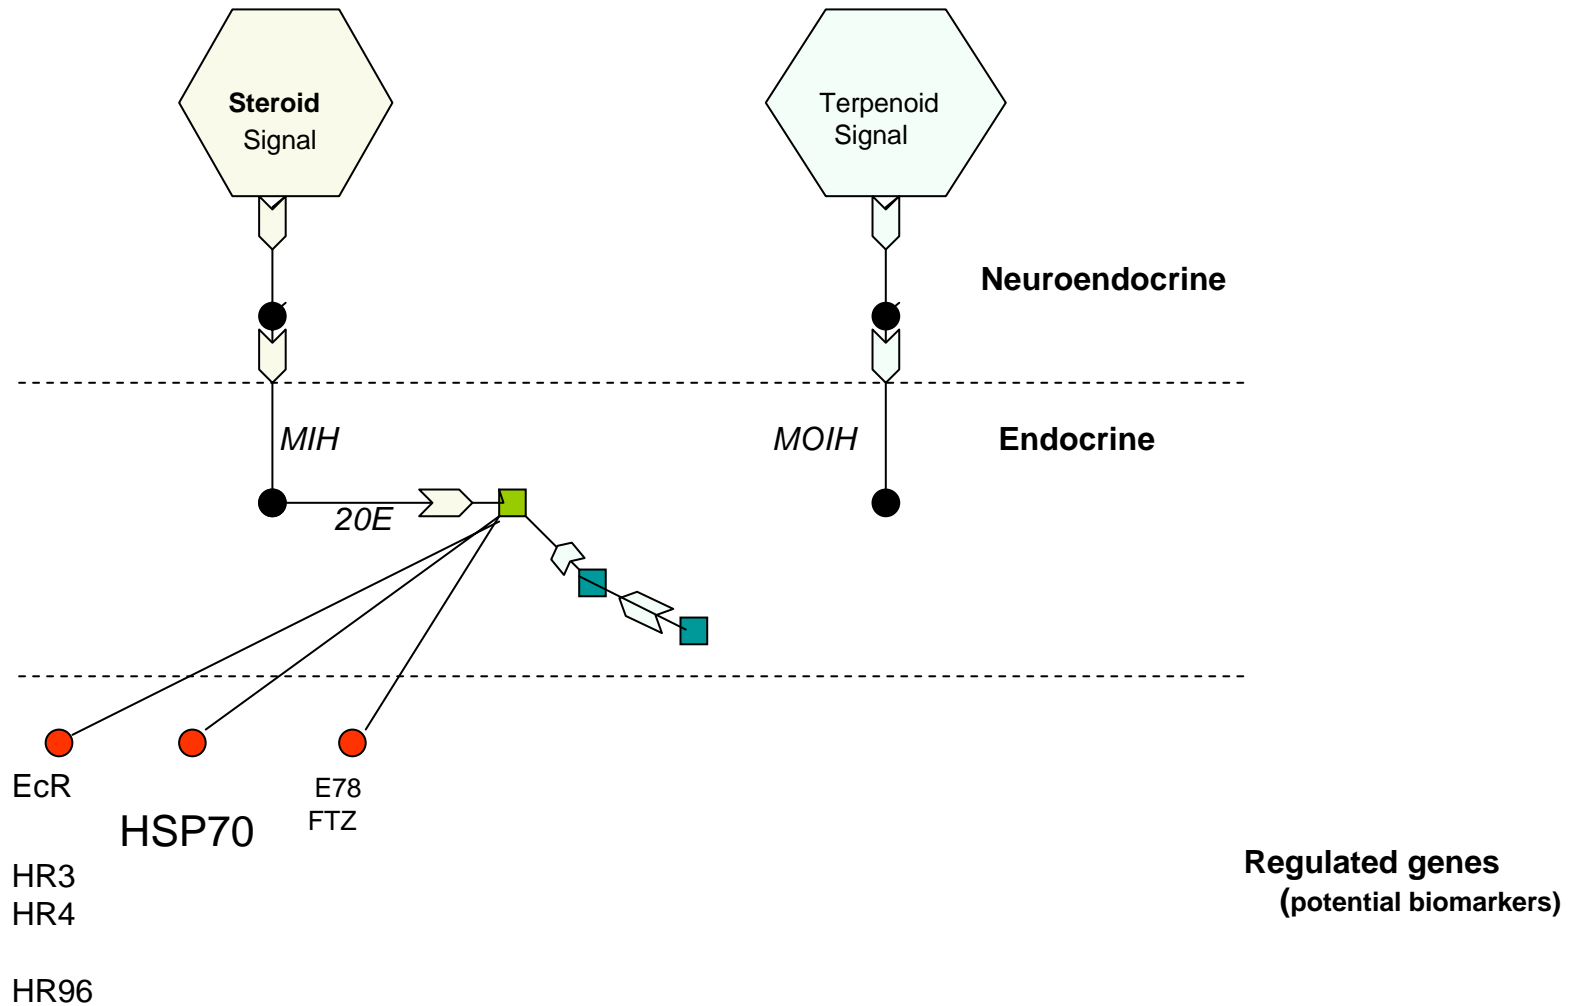 Steroid
Signal
Terpenoid
Signal
Neuroendocrine
MIH
MOIH
Endocrine
20E
EcR
E78
FTZ
HSP70
HR3
HR4
HR96
Regulated genes
(potential biomarkers)